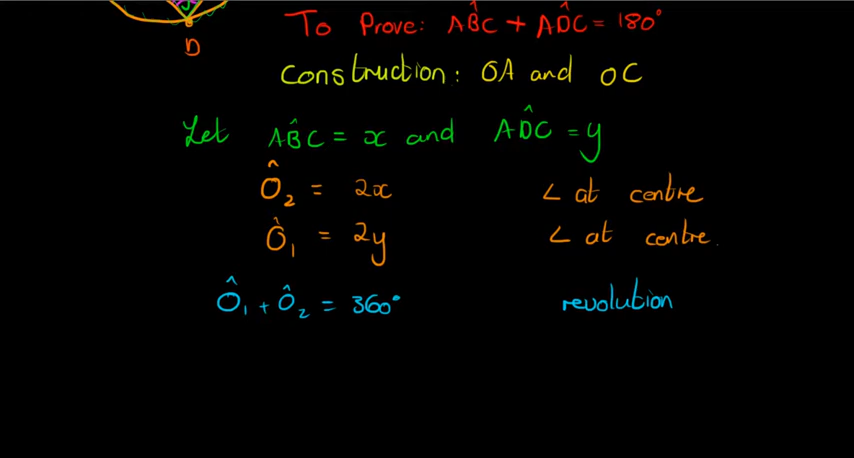 D
To Prove: AB̂C + AD̂C = 180°
Construction: OA and OC
Let AB̂C = x and AD̂C = y
Ô₂ = 2x ∠ at centre
Ô₁ = 2y ∠ at centre.
Ô₁ + Ô₂ = 360° revolution